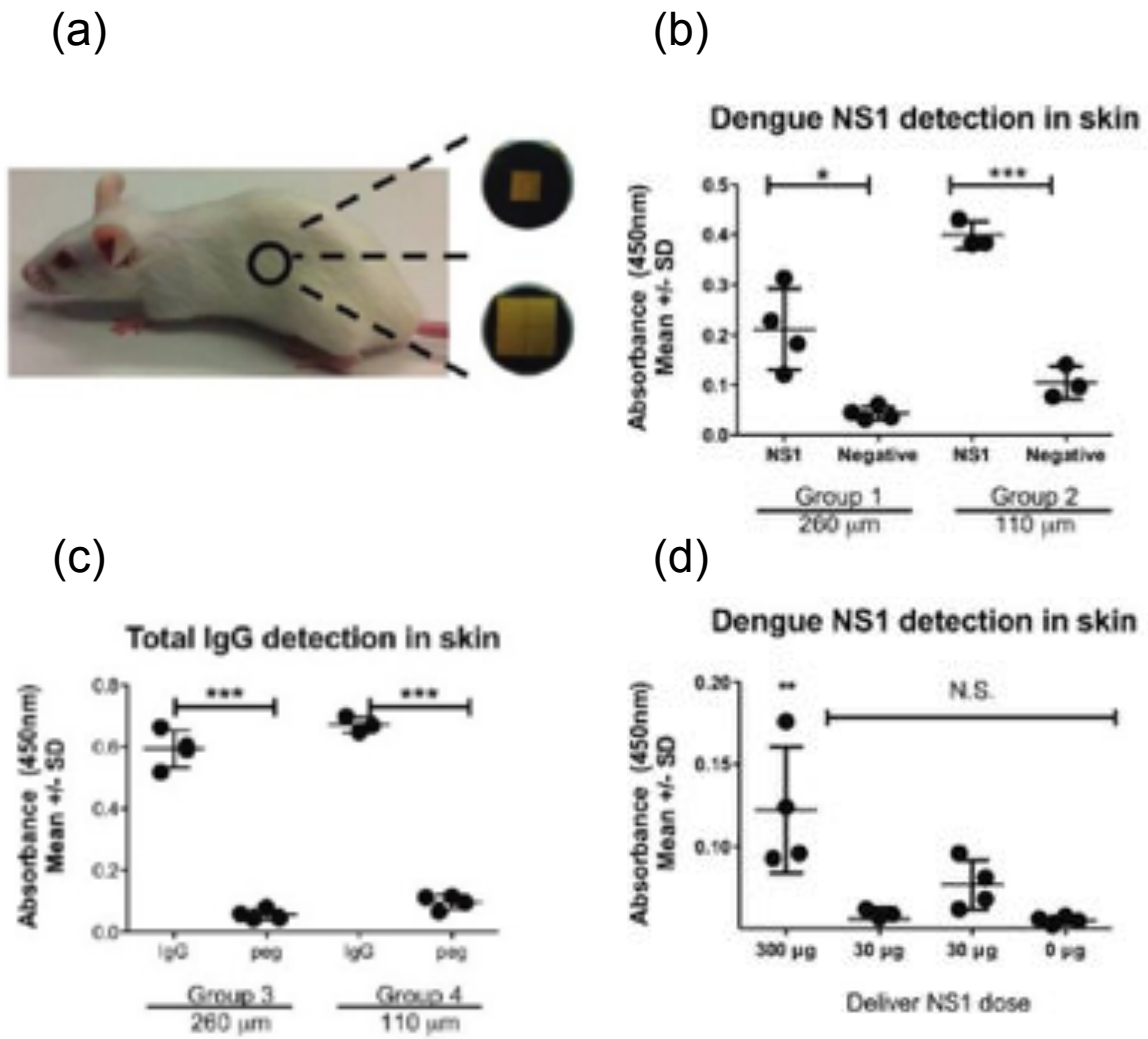 (a)
(b)
Dengue NS1 detection in skin
Absorbance (450nm)
Mean +/- SD
0.5
0.4
0.3
0.2
0.1
0.0
*
***
NS1 Negative NS1 Negative
Group 1 Group 2
260 µm 110 µm
(c)
Total IgG detection in skin
Absorbance (450nm)
Mean +/- SD
0.8
0.6
0.4
0.2
0.0
***
***
IgG peg IgG peg
Group 3 Group 4
260 µm 110 µm
(d)
Dengue NS1 detection in skin
Absorbance (450nm)
Mean +/- SD
0.20
0.15
0.10
**
N.S.
300 µg 30 µg 30 µg 0 µg
Deliver NS1 dose